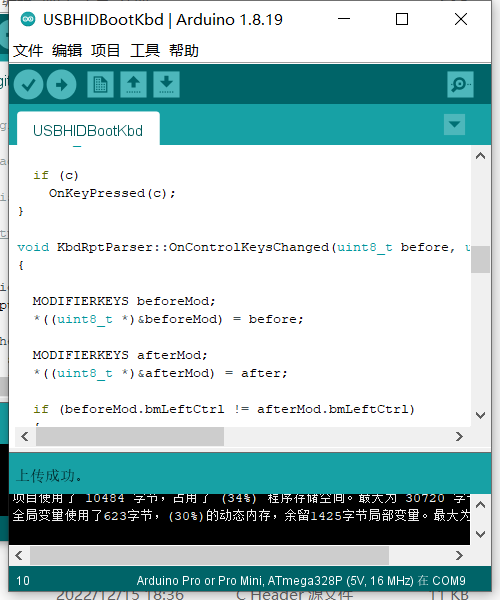 USBHIDBootKbd | Arduino 1.8.19
文件 编辑 项目 工具 帮助
USBHIDBootKbd
if (c)
OnKeyPressed(c);
}
void KbdRptParser::OnControlKeysChanged(uint8_t before,
{
MODIFIERKEYS beforeMod;
*((uint8_t *)&beforeMod) = before;
MODIFIERKEYS afterMod;
*((uint8_t *)&afterMod) = after;
if (beforeMod.bmLeftCtrl != afterMod.bmLeftCtrl)
{
上传成功。
项目使用了 10484 字节，占用了 (34%) 程序存储空间。最大为 30720 字
全局变量使用了623字节，(30%)的动态内存，余留1425字节局部变量。最大为
10 Arduino Pro or Pro Mini, ATmega328P (5V, 16 MHz) 在 COM9
2022/12/15 18:36 C Header 源文件 11 KB